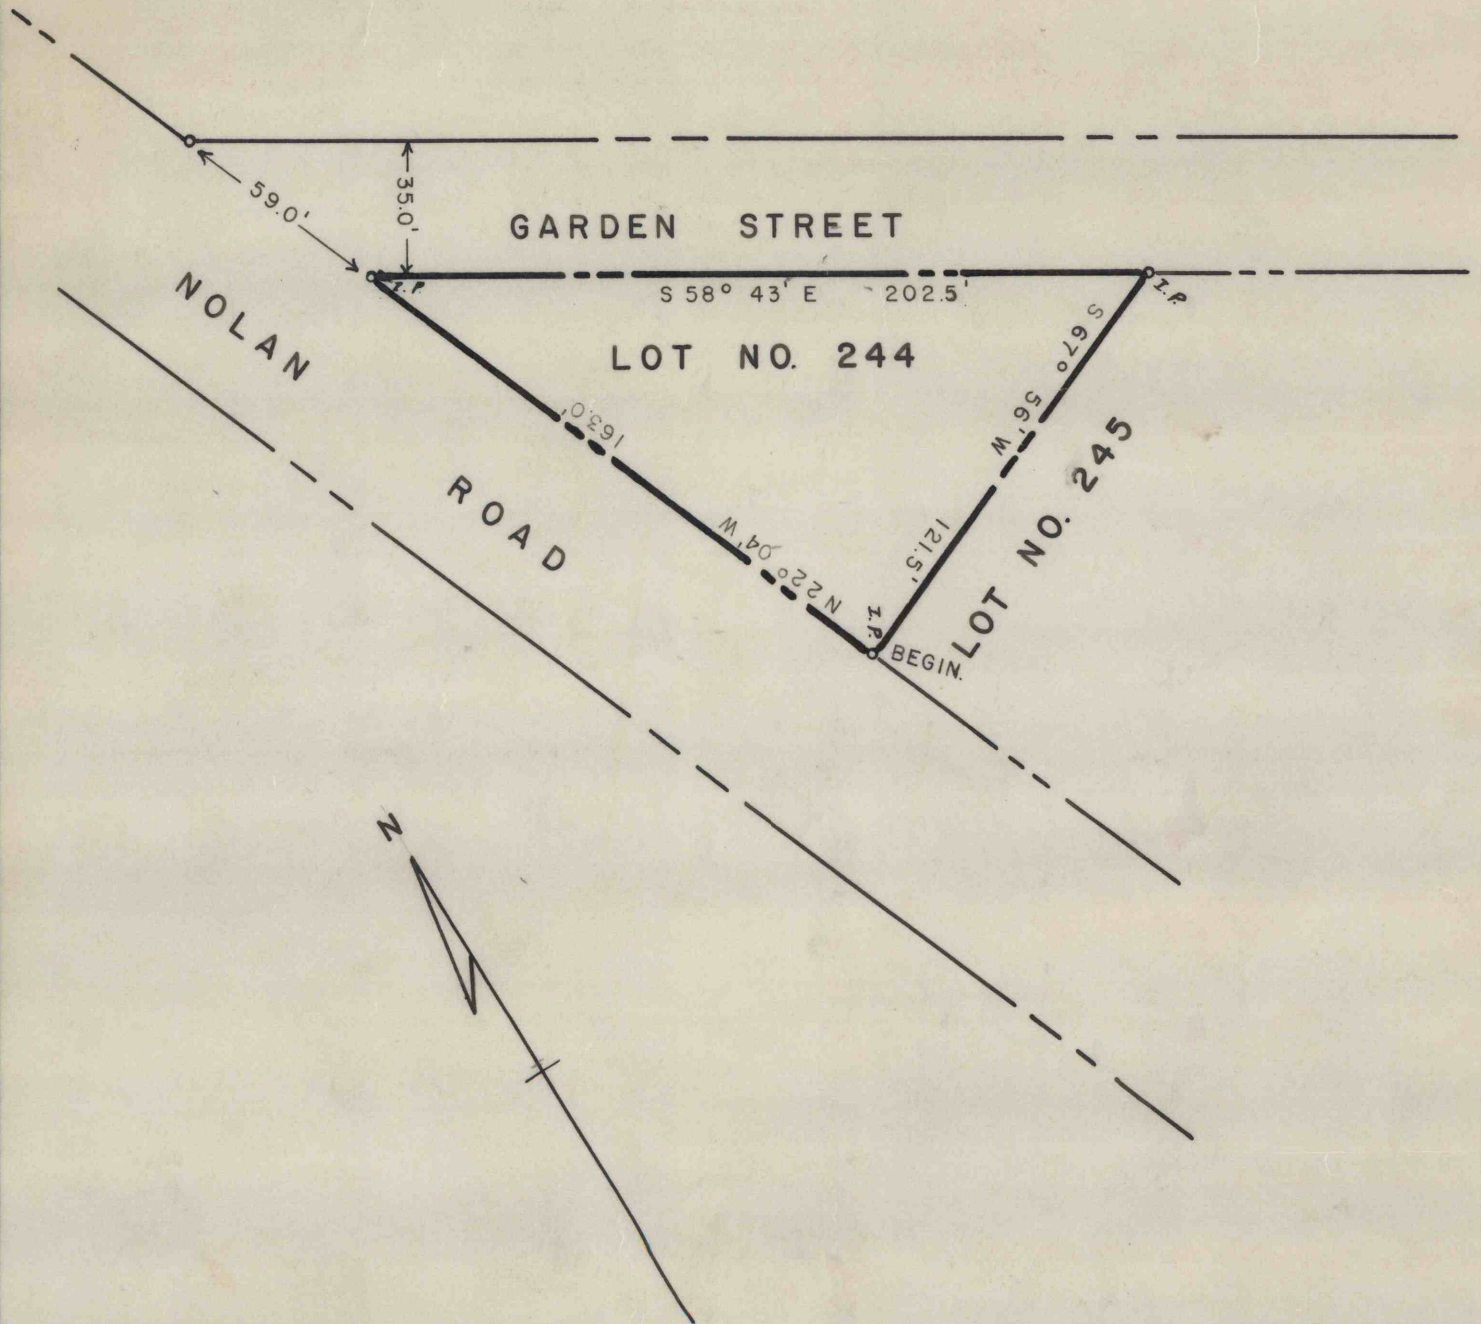 59.0'
35.0'
GARDEN STREET
I.P.
S 58° 43' E 202.5'
I.P.
NOLAN
ROAD
LOT NO. 244
163.0'
N 22° 04' W
S 67° 56' W
121.5'
LOT NO. 245
I.P.
BEGIN.
N